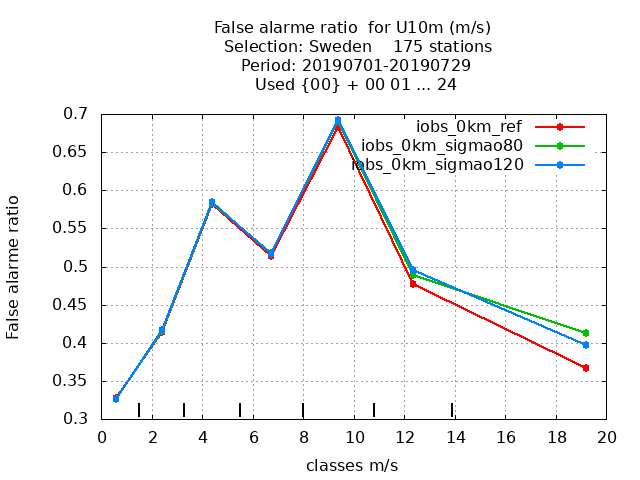 False alarme ratio  for U10m (m/s)
Selection: Sweden    175 stations
Period: 20190701-20190729
Used {00} + 00 01 ... 24
iobs_0km_ref
iobs_0km_sigmao80
iobs_0km_sigmao120
False alarme ratio
0.7
0.65
0.6
0.55
0.5
0.45
0.4
0.35
0.3
0 2 4 6 8 10 12 14 16 18 20
classes m/s